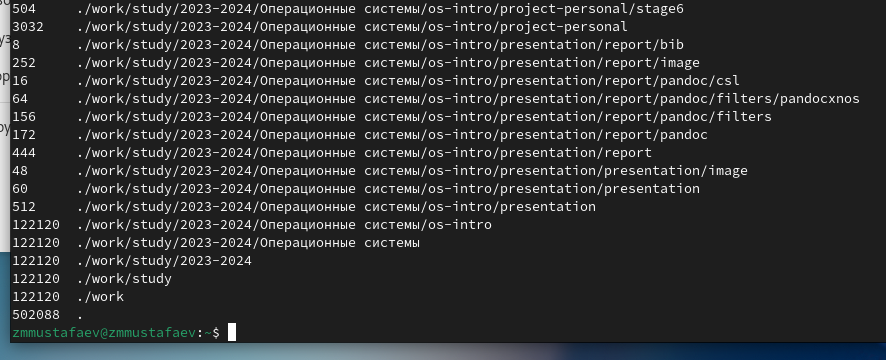 504 ./work/study/2023-2024/Операционные системы/os-intro/project-personal/stage6
3032 ./work/study/2023-2024/Операционные системы/os-intro/project-personal
8 ./work/study/2023-2024/Операционные системы/os-intro/presentation/report/bib
252 ./work/study/2023-2024/Операционные системы/os-intro/presentation/report/image
16 ./work/study/2023-2024/Операционные системы/os-intro/presentation/report/pandoc/csl
64 ./work/study/2023-2024/Операционные системы/os-intro/presentation/report/pandoc/filters/pandocxnos
156 ./work/study/2023-2024/Операционные системы/os-intro/presentation/report/pandoc/filters
172 ./work/study/2023-2024/Операционные системы/os-intro/presentation/report/pandoc
444 ./work/study/2023-2024/Операционные системы/os-intro/presentation/report
48 ./work/study/2023-2024/Операционные системы/os-intro/presentation/presentation/image
60 ./work/study/2023-2024/Операционные системы/os-intro/presentation/presentation
512 ./work/study/2023-2024/Операционные системы/os-intro/presentation
122120 ./work/study/2023-2024/Операционные системы/os-intro
122120 ./work/study/2023-2024/Операционные системы
122120 ./work/study/2023-2024
122120 ./work/study
122120 ./work
502088 .
zmmustafaev@zmmustafaev:~$